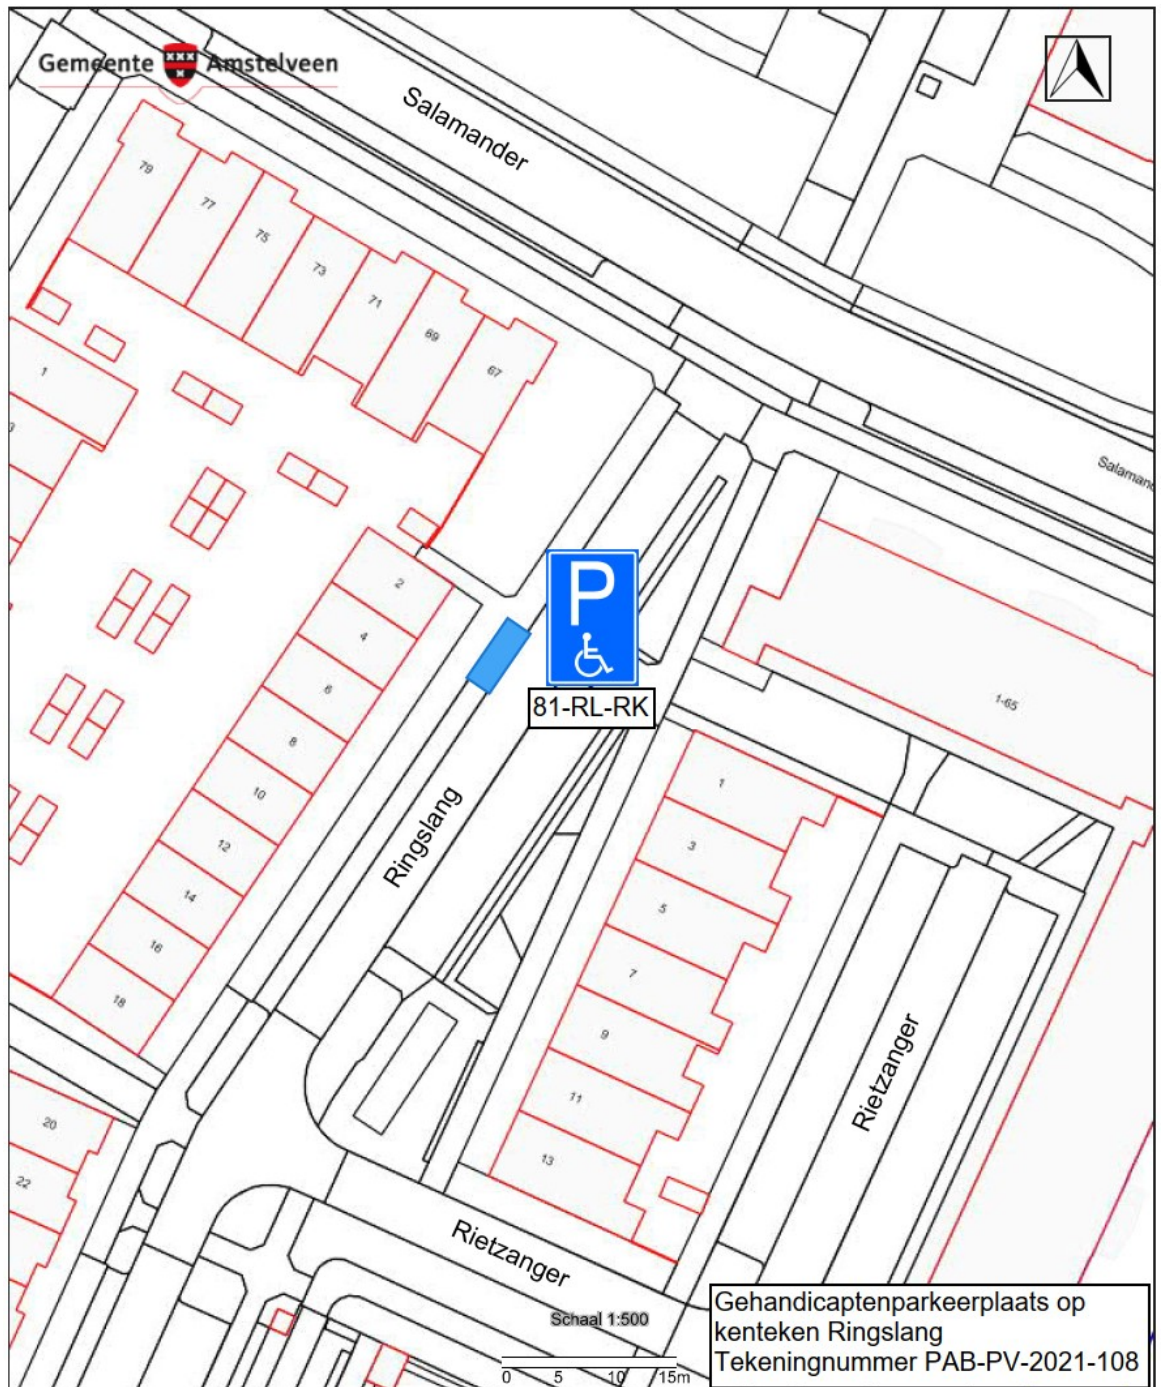 Gemeente Amstelveen
Salamander
79
77
75
73
71
69
67
1
3
Salamand
2
4
6
8
10
12
14
16
18
P
81-RL-RK
1-65
Ringslang
1
3
5
7
9
11
13
Rietzanger
20
22
Rietzanger
Schaal 1:500
0 5 10 15m
Gehandicaptenparkeerplaats op
kenteken Ringslang
Tekeningnummer PAB-PV-2021-108